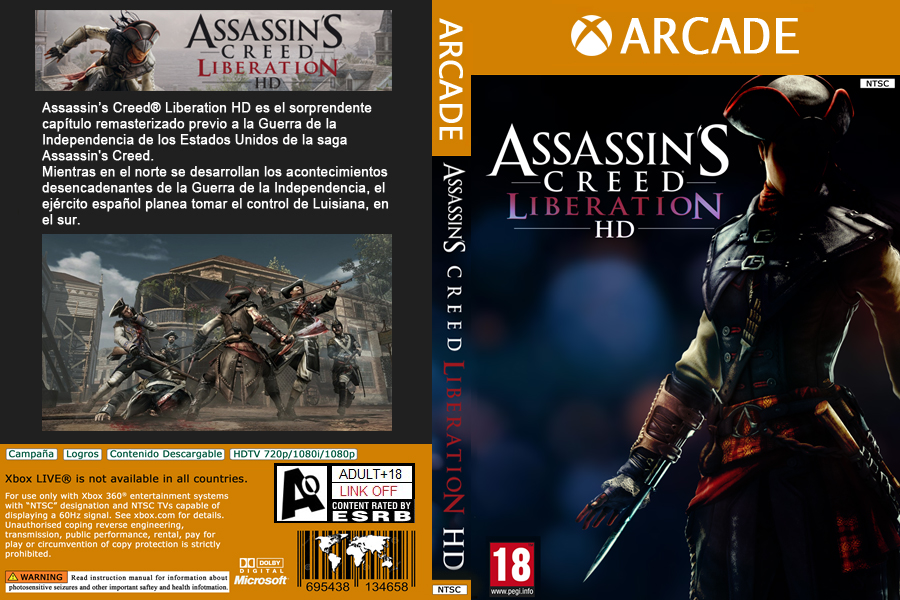 ASSASSIN'S
CREED
LIBERATION
HD
Assassin's Creed® Liberation HD es el sorprendente
capítulo remasterizado previo a la Guerra de la
Independencia de los Estados Unidos de la saga
Assassin's Creed.
Mientras en el norte se desarrollan los acontecimientos
desencadenantes de la Guerra de la Independencia, el
ejército español planea tomar el control de Luisiana, en
el sur.
Campaña Logros Contenido Descargable HDTV 720p/1080i/1080p
Xbox LIVE® is not available in all countries.
For use only with Xbox 360® entertainment systems
with "NTSC" designation and NTSC TVs capable of
displaying a 60Hz signal. See xbox.com for details.
Unauthorised coping reverse engineering,
transmission, public performance, rental, pay for
play or circumvention of copy protection is strictly
prohibited.
WARNING Read instruction manual for information about
photosensitive seizures and other important saftey and health infotmation.
DOLBY
DIGITAL
Microsoft®
AO
ADULT+18
LINK OFF
CONTENT RATED BY
ESRB
695438 134658
ARCADE
ASSASSIN'S CREED LIBERATION HD
NTSC
ARCADE
NTSC
ASSASSIN'S
CREED
LIBERATION
HD
18
www.pegi.info